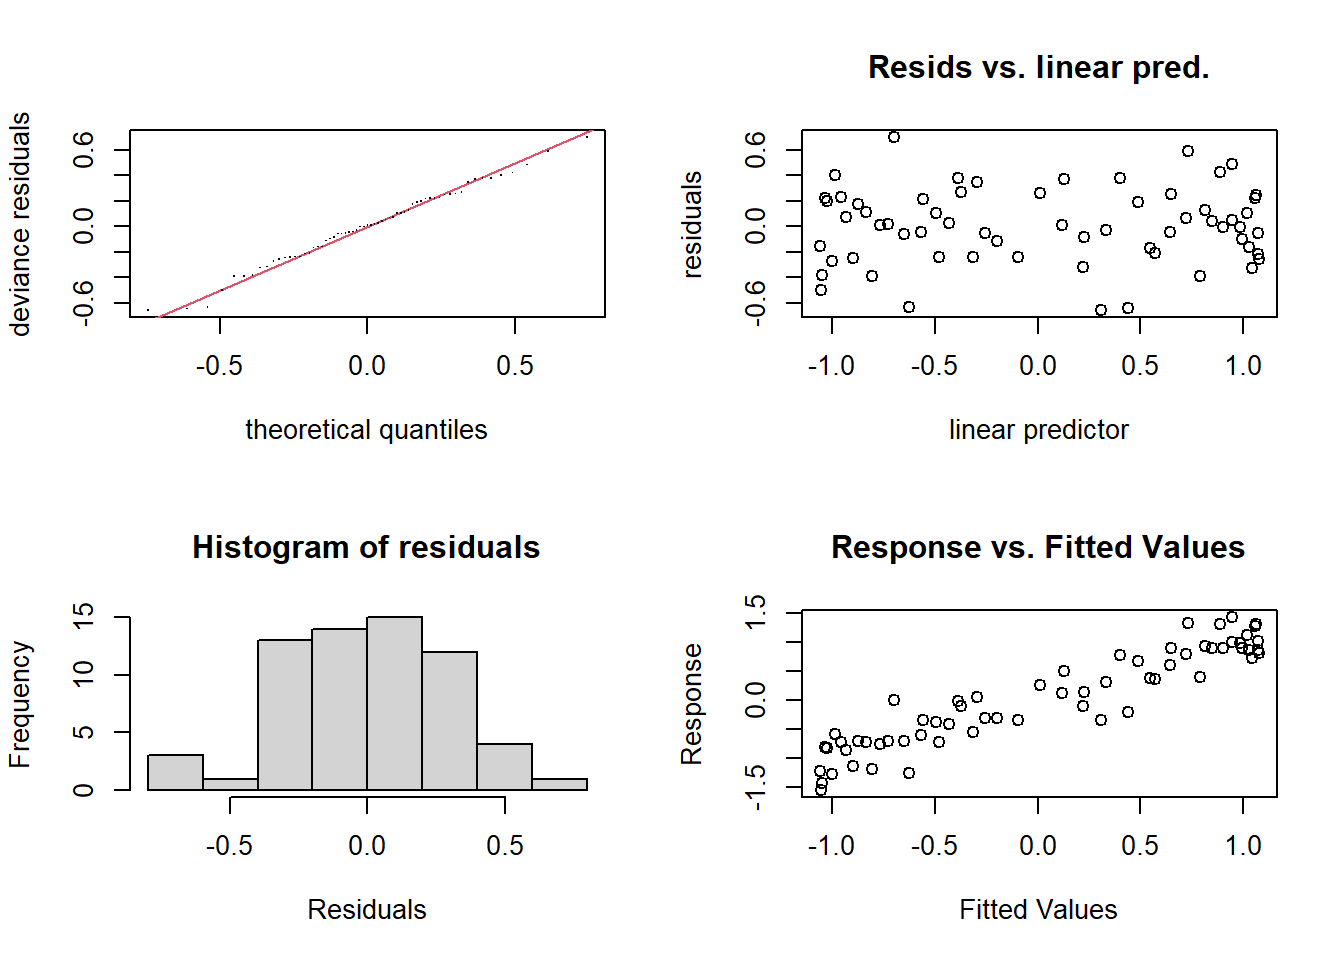 deviance residuals
0.6
0.0
-0.6
-0.5 0.0 0.5
theoretical quantiles
Resids vs. linear pred.
residuals
0.6
0.0
-0.6
-1.0 -0.5 0.0 0.5 1.0
linear predictor
Histogram of residuals
Frequency
15
10
5
0
-0.5 0.0 0.5
Residuals
Response vs. Fitted Values
Response
1.5
0.0
-1.5
-1.0 -0.5 0.0 0.5 1.0
Fitted Values